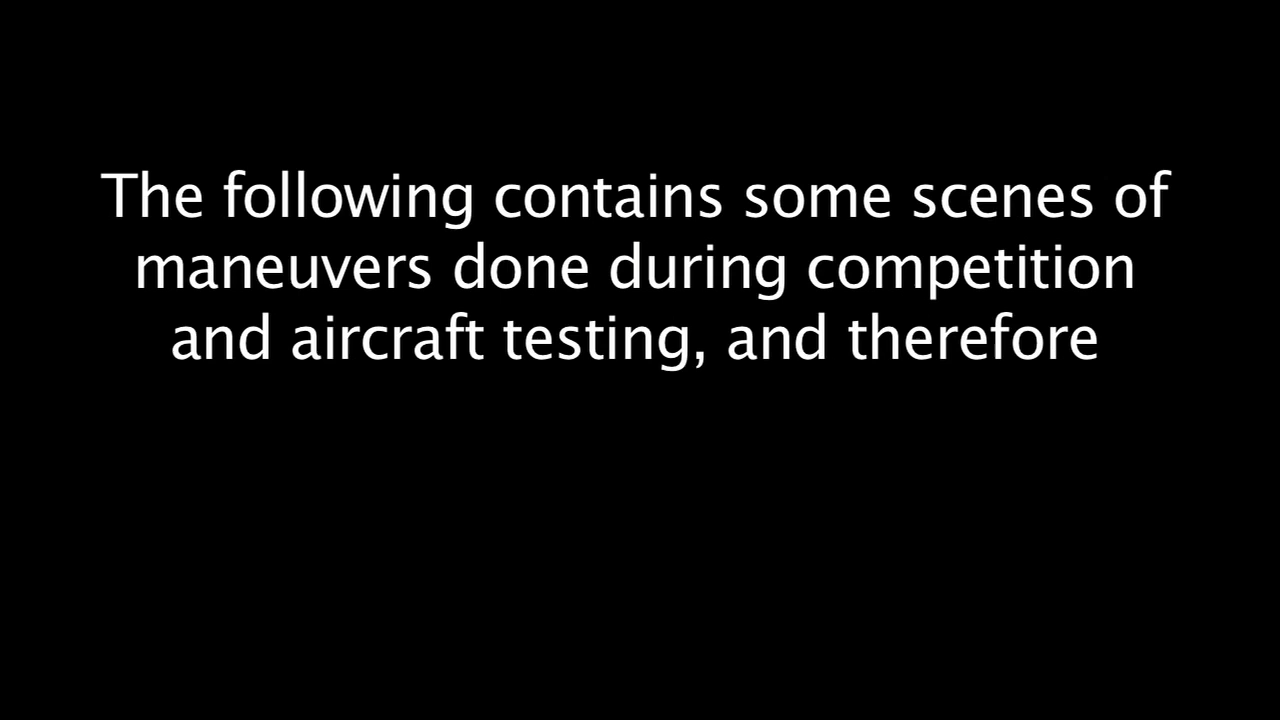 The following contains some scenes of
maneuvers done during competition
and aircraft testing, and therefore